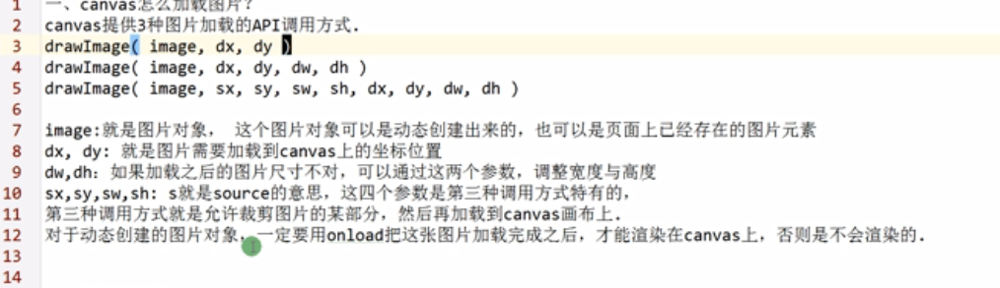 1 一、canvas怎么加载图片?
2 canvas提供3种图片加载的API调用方式.
3 drawImage( image, dx, dy )
4 drawImage( image, dx, dy, dw, dh )
5 drawImage( image, sx, sy, sw, sh, dx, dy, dw, dh )
6
7 image:就是图片对象， 这个图片对象可以是动态创建出来的，也可以是页面上已经存在的图片元素
8 dx, dy: 就是图片需要加载到canvas上的坐标位置
9 dw,dh: 如果加载之后的图片尺寸不对，可以通过这两个参数，调整宽度与高度
10 sx,sy,sw,sh: s就是source的意思，这四个参数是第三种调用方式特有的，
11 第三种调用方式就是允许裁剪图片的某部分，然后再加载到canvas画布上.
12 对于动态创建的图片对象，一定要用onload把这张图片加载完成之后，才能渲染在canvas上，否则是不会渲染的.
13
14